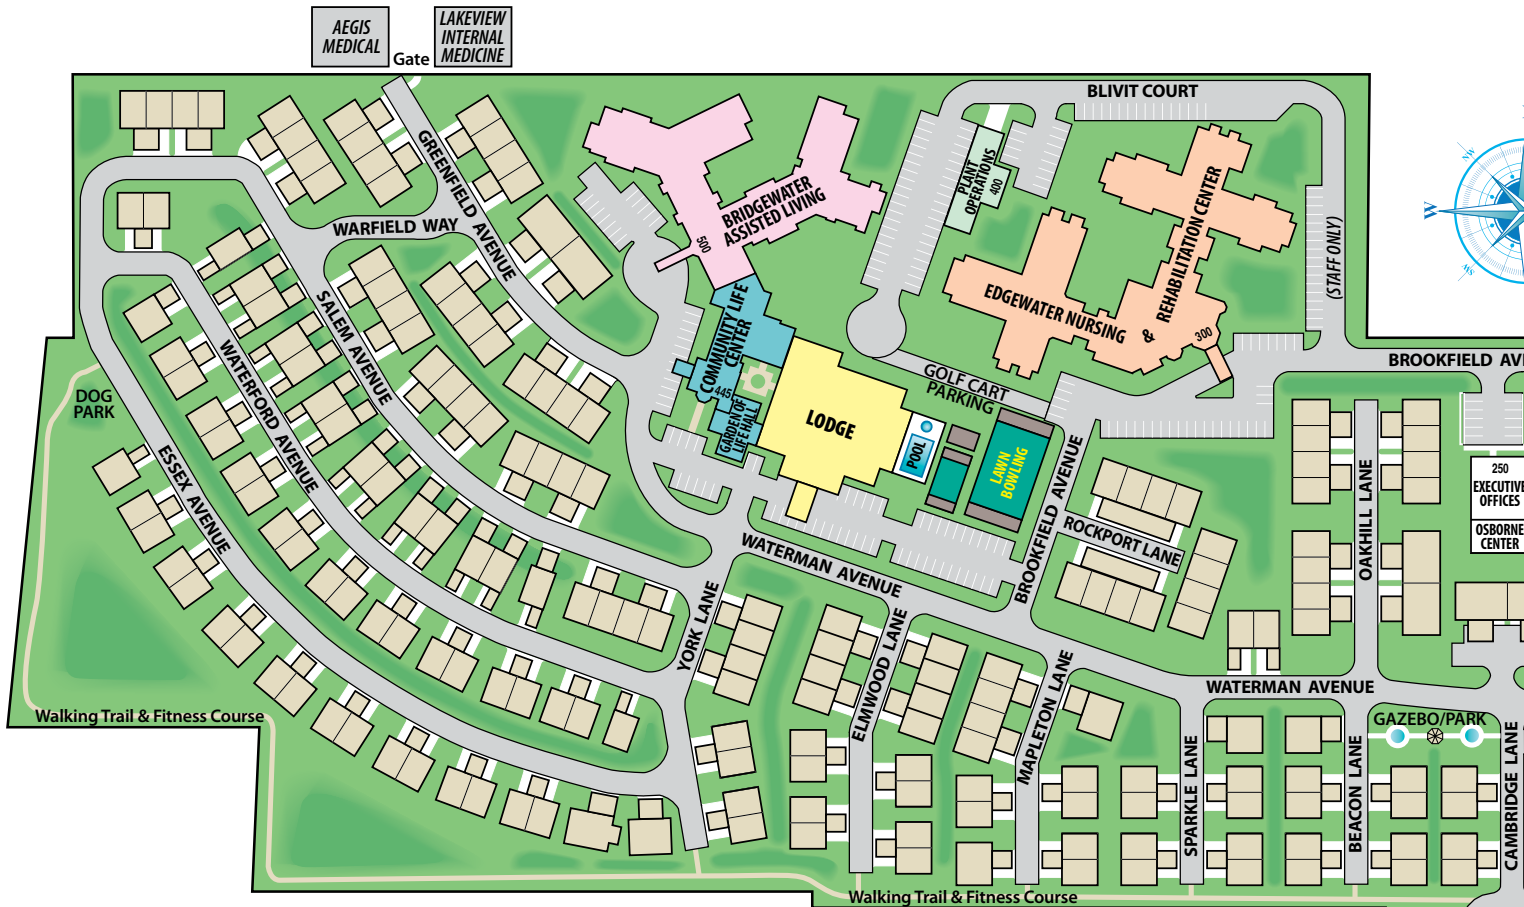 AEGIS
MEDICAL
LAKEVIEW
INTERNAL
MEDICINE
Gate
BLIVIT COURT
GREENFIELD AVENUE
PLANT
OPERATIONS
400
BRIDGEWATER
ASSISTED LIVING
500
REHABILITATION CENTER
NW
W
SW
WARFIELD WAY
(STAFF ONLY)
EDGEWATER NURSING
&
300
SALEM AVENUE
COMMUNITY LIFE
CENTER
445
GARDEN OF
LIFE HALL
WATERFORD AVENUE
BROOKFIELD AV
GOLF CART
PARKING
DOG
PARK
LODGE
POOL
LAWN
BOWLING
ESSEX AVENUE
BROOKFIELD AVENUE
250
EXECUTIVE
OFFICES
OSBORNE
CENTER
ROCKPORT LANE
OAKHILL LANE
WATERMAN AVENUE
YORK LANE
ELMWOOD LANE
MAPLETON LANE
WATERMAN AVENUE
Walking Trail & Fitness Course
GAZEBO/PARK
SPARKLE LANE
BEACON LANE
CAMBRIDGE LANE
Walking Trail & Fitness Course